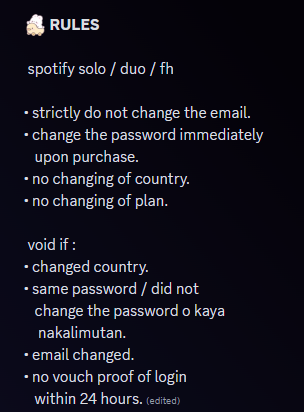 RULES
spotify solo / duo / fh
• strictly do not change the email.
• change the password immediately
upon purchase.
• no changing of country.
• no changing of plan.
void if :
• changed country.
• same password / did not
change the password o kaya
nakalimutan.
• email changed.
• no vouch proof of login
within 24 hours. (edited)